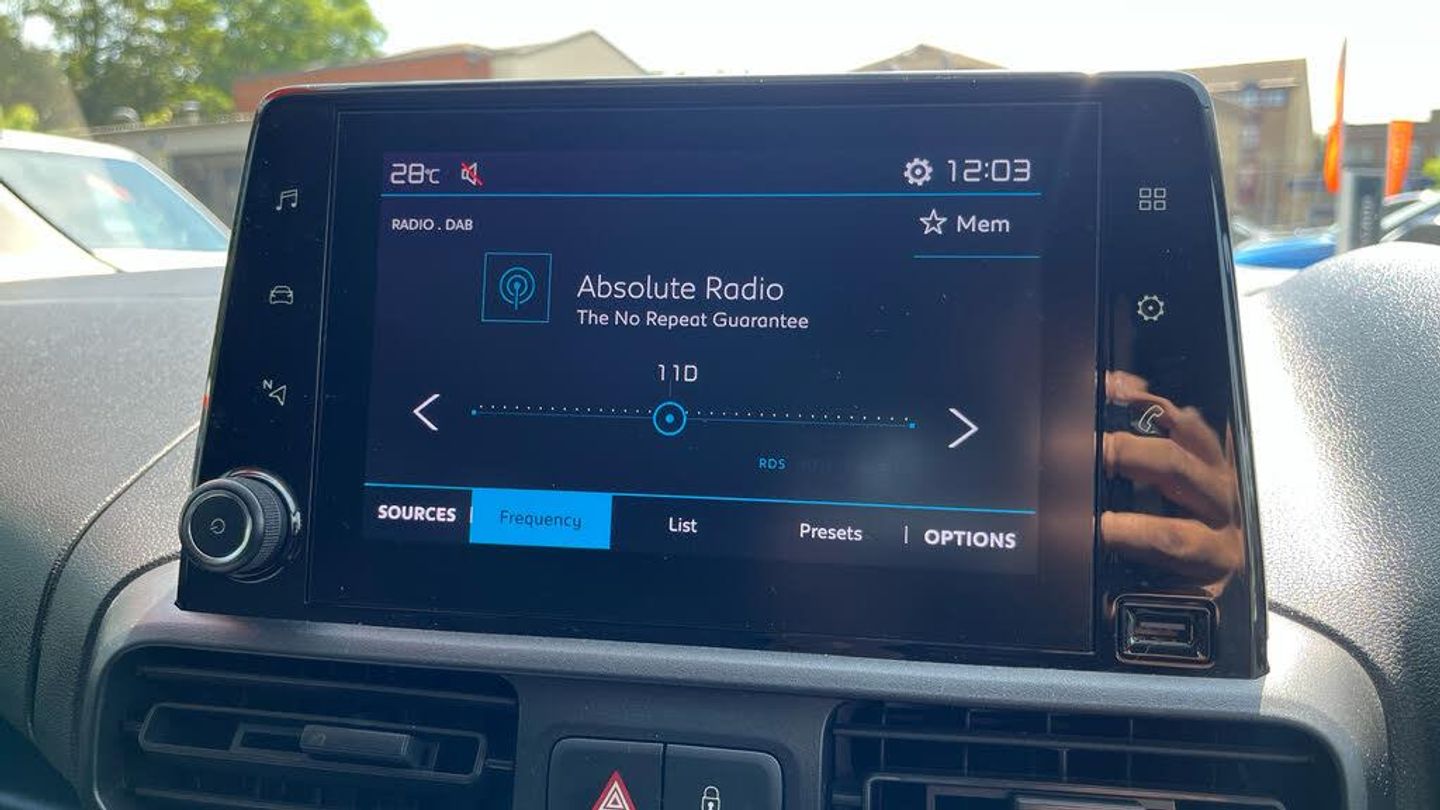 28°C 12:03
RADIO . DAB
Mem
Absolute Radio
The No Repeat Guarantee
11D
RDS
SOURCES | Frequency List Presets | OPTIONS
N